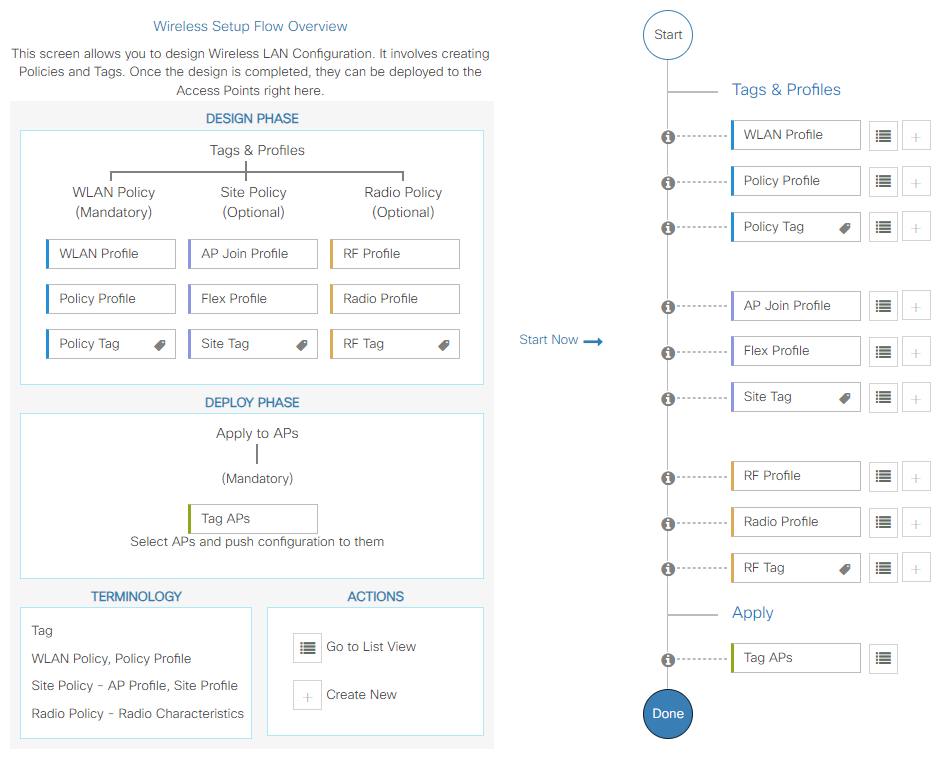 Wireless Setup Flow Overview
This screen allows you to design Wireless LAN Configuration. It involves creating
Policies and Tags. Once the design is completed, they can be deployed to the
Access Points right here.
DESIGN PHASE
Tags & Profiles
WLAN Policy
(Mandatory)
Site Policy
(Optional)
Radio Policy
(Optional)
WLAN Profile
AP Join Profile
RF Profile
Policy Profile
Flex Profile
Radio Profile
Policy Tag
Site Tag
RF Tag
DEPLOY PHASE
Apply to APs
(Mandatory)
Tag APs
Select APs and push configuration to them
TERMINOLOGY
Tag
WLAN Policy, Policy Profile
Site Policy - AP Profile, Site Profile
Radio Policy - Radio Characteristics
ACTIONS
Go to List View
Create New
Start Now
Start
Tags & Profiles
WLAN Profile
Policy Profile
Policy Tag
AP Join Profile
Flex Profile
Site Tag
RF Profile
Radio Profile
RF Tag
Apply
Tag APs
Done